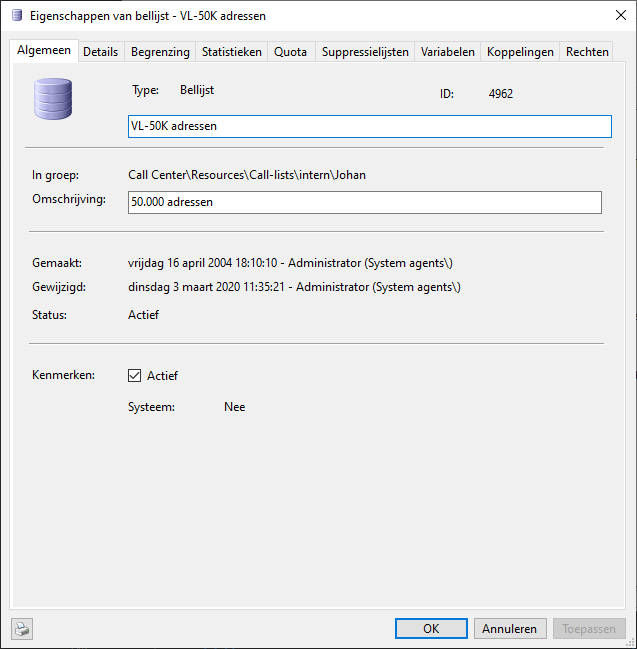 Eigenschappen van bellijst - VL-50K adressen
Algemeen Details Begrenzing Statistieken Quota Suppressielijsten Variabelen Koppelingen Rechten
Type: Bellijst ID: 4962
VL-50K adressen
In groep: Call Center\Resources\Call-lists\intern\Johan
Omschrijving: 50.000 adressen
Gemaakt: vrijdag 16 april 2004 18:10:10 - Administrator (System agents\)
Gewijzigd: dinsdag 3 maart 2020 11:35:21 - Administrator (System agents\)
Status: Actief
Kenmerken: Actief
Systeem: Nee
OK Annuleren Toepassen